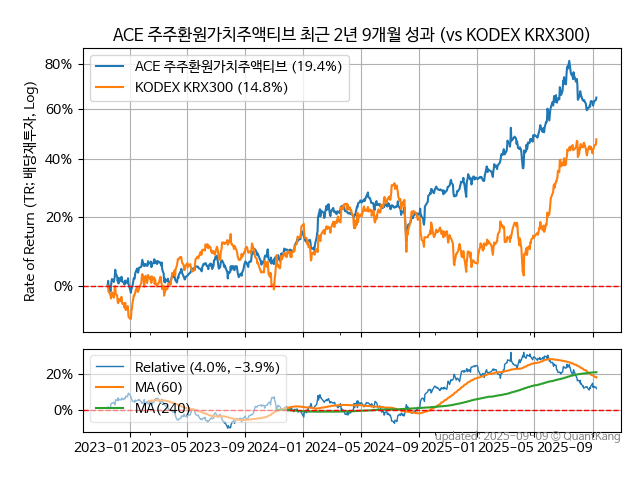 ACE 주주환원가치주액티브 최근 2년 9개월 성과 (vs KODEX KRX300)
Rate of Return (TR: 배당재투자, Log)
80%
60%
40%
20%
0%
ACE 주주환원가치주액티브 (19.4%)
KODEX KRX300 (14.8%)
20%
0%
Relative (4.0%, −3.9%)
MA(60)
MA(240)
2023−01 2023−05 2023−09 2024−01 2024−05 2024−09 2025−01 2025−05 2025−09
updated: 2025-09-09 © QuantKang